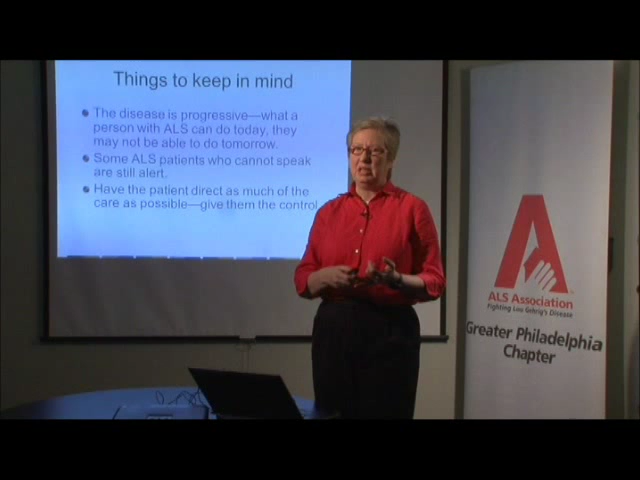 Things to keep in mind
The disease is progressive—what a
person with ALS can do today, they
may not be able to do tomorrow.
Some ALS patients who cannot speak
are still alert.
Have the patient direct as much of the
care as possible—give them the control
ALS Association
Fighting Lou Gehrig's Disease
Greater Philadelphia
Chapter